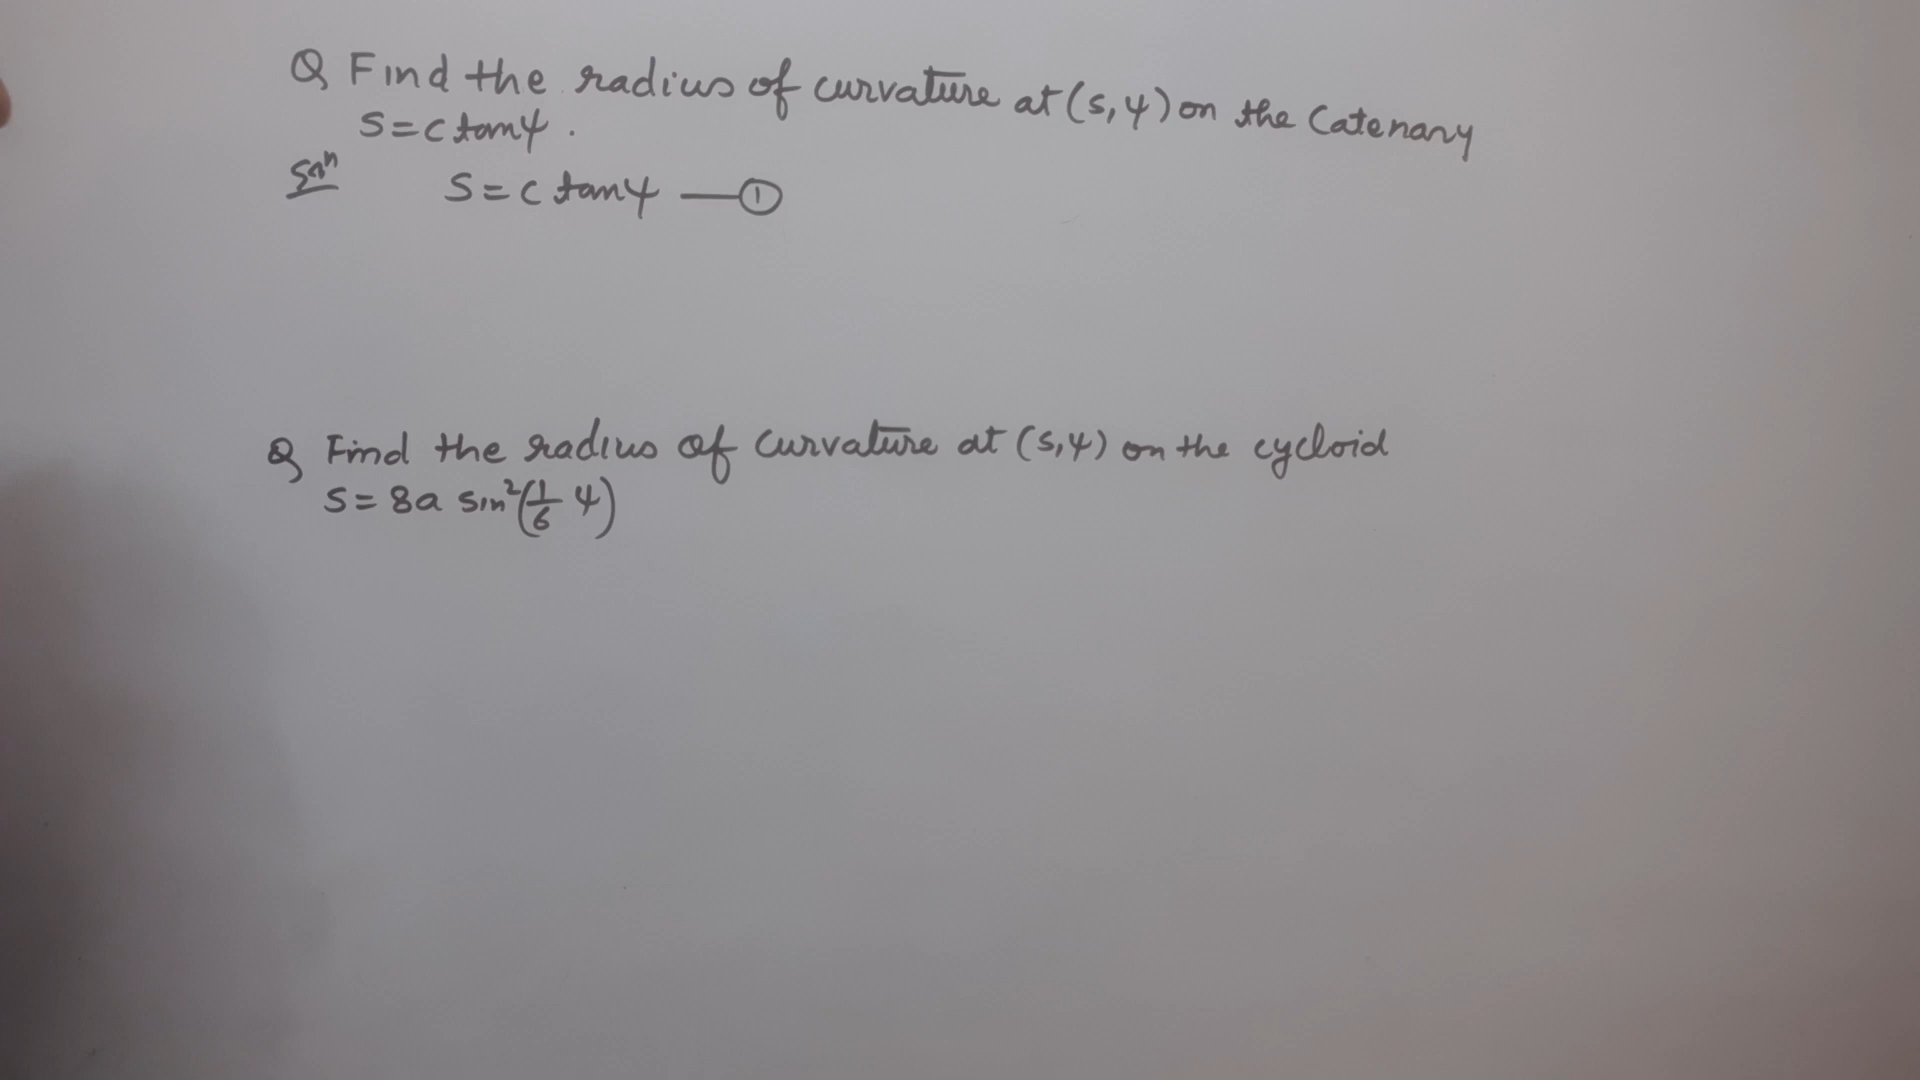 Q Find the radius of curvature at (s,ψ) on the Catenary
s=c tanψ.
Solⁿ s=c tanψ —①
Q Find the radius of curvature at (s,ψ) on the cycloid
s= 8a sin²(1/6 ψ)